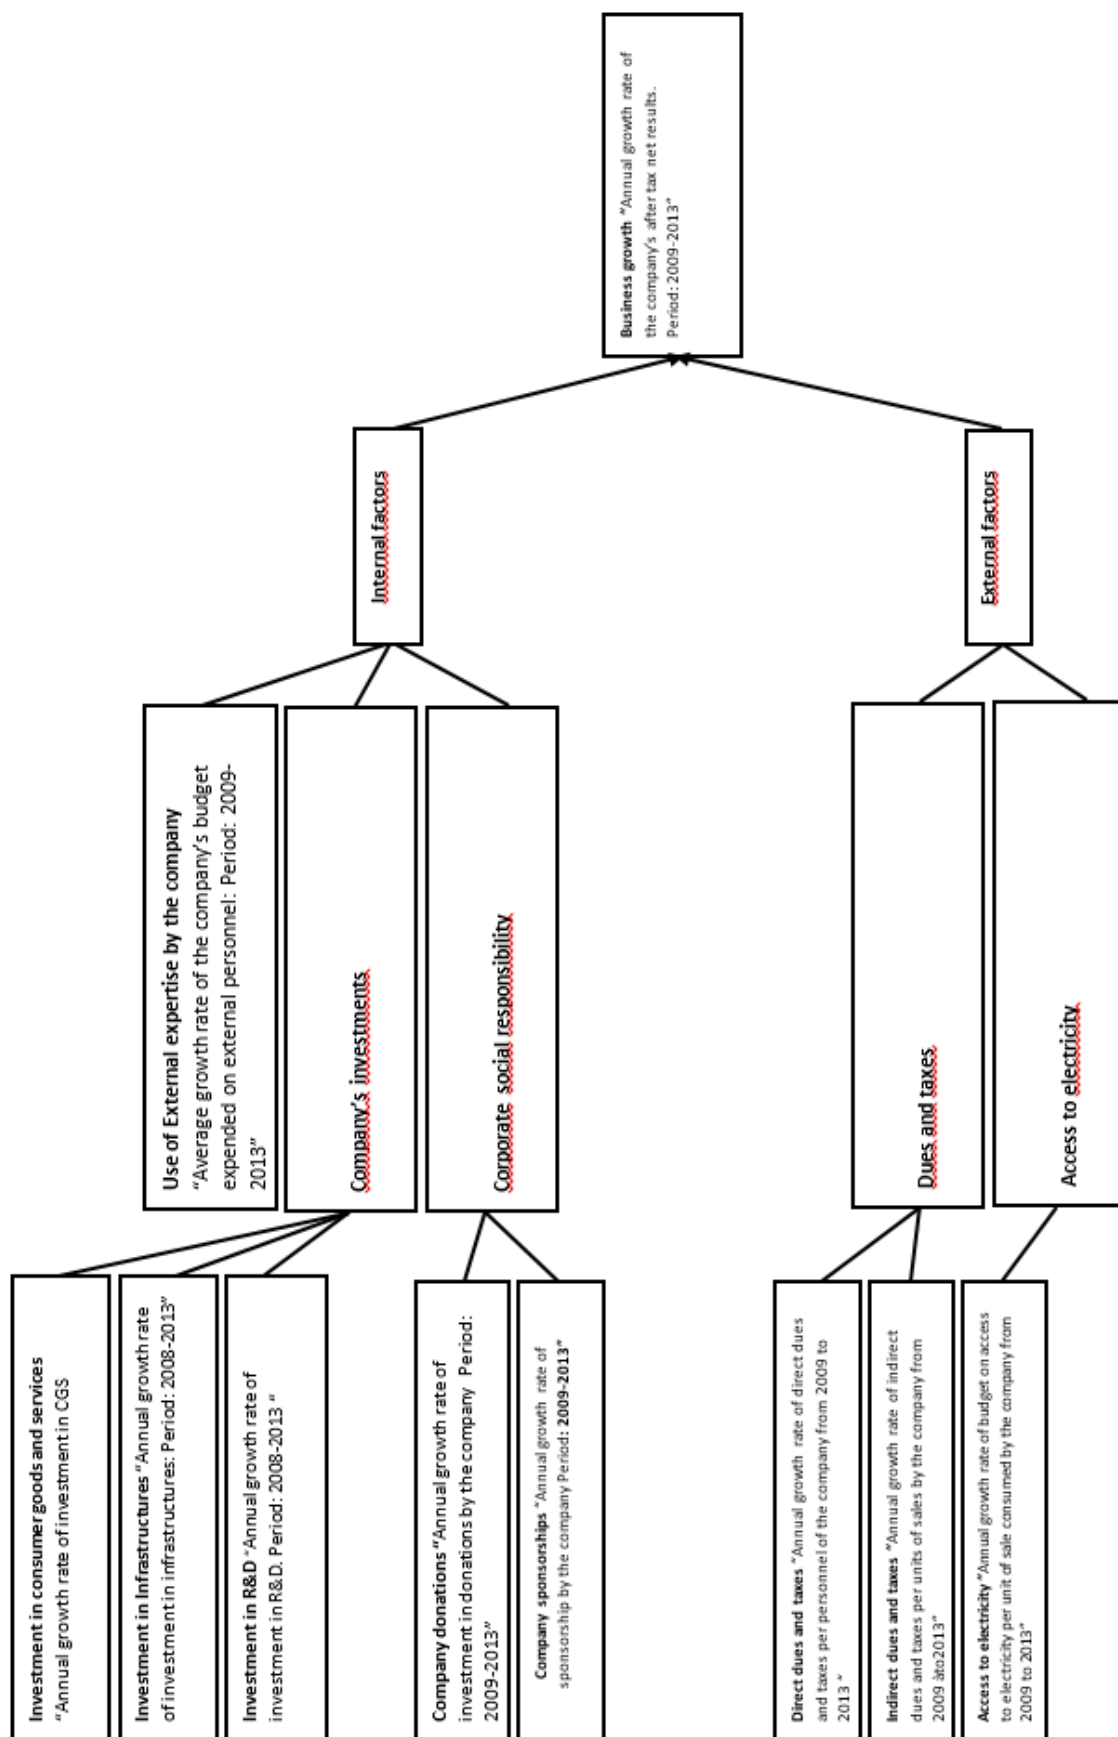 Investment in consumer goods and services
“Annual growth rate of investment in CGS
Investment in Infrastructures “Annual growth rate
of investment in infrastructures: Period: 2008-2013”
Investment in R&D “Annual growth rate of
investment in R&D. Period: 2008-2013 “
Company donations “Annual growth rate of
investment in donations by the company Period:
2009-2013”
Company sponsorships “Annual growth rate of
sponsorship by the company Period: 2009-2013”
Direct dues and taxes “Annual growth rate of direct dues
and taxes per personnel of the company from 2009 to
2013 “
Indirect dues and taxes “Annual growth rate of indirect
dues and taxes per units of sales by the company from
2009 àto2013”
Access to electricity “Annual growth rate of budget on access
to electricity per unit of sale consumed by the company from
2009 to 2013”
Use of External expertise by the company
“Average growth rate of the company’s budget
expended on external personnel: Period: 2009-
2013”
Company’s investments
Corporate social responsibility
Dues and taxes
Access to electricity
Internal factors
External factors
Business growth “Annual growth rate of
the company’s after tax net results.
Period: 2009-2013”